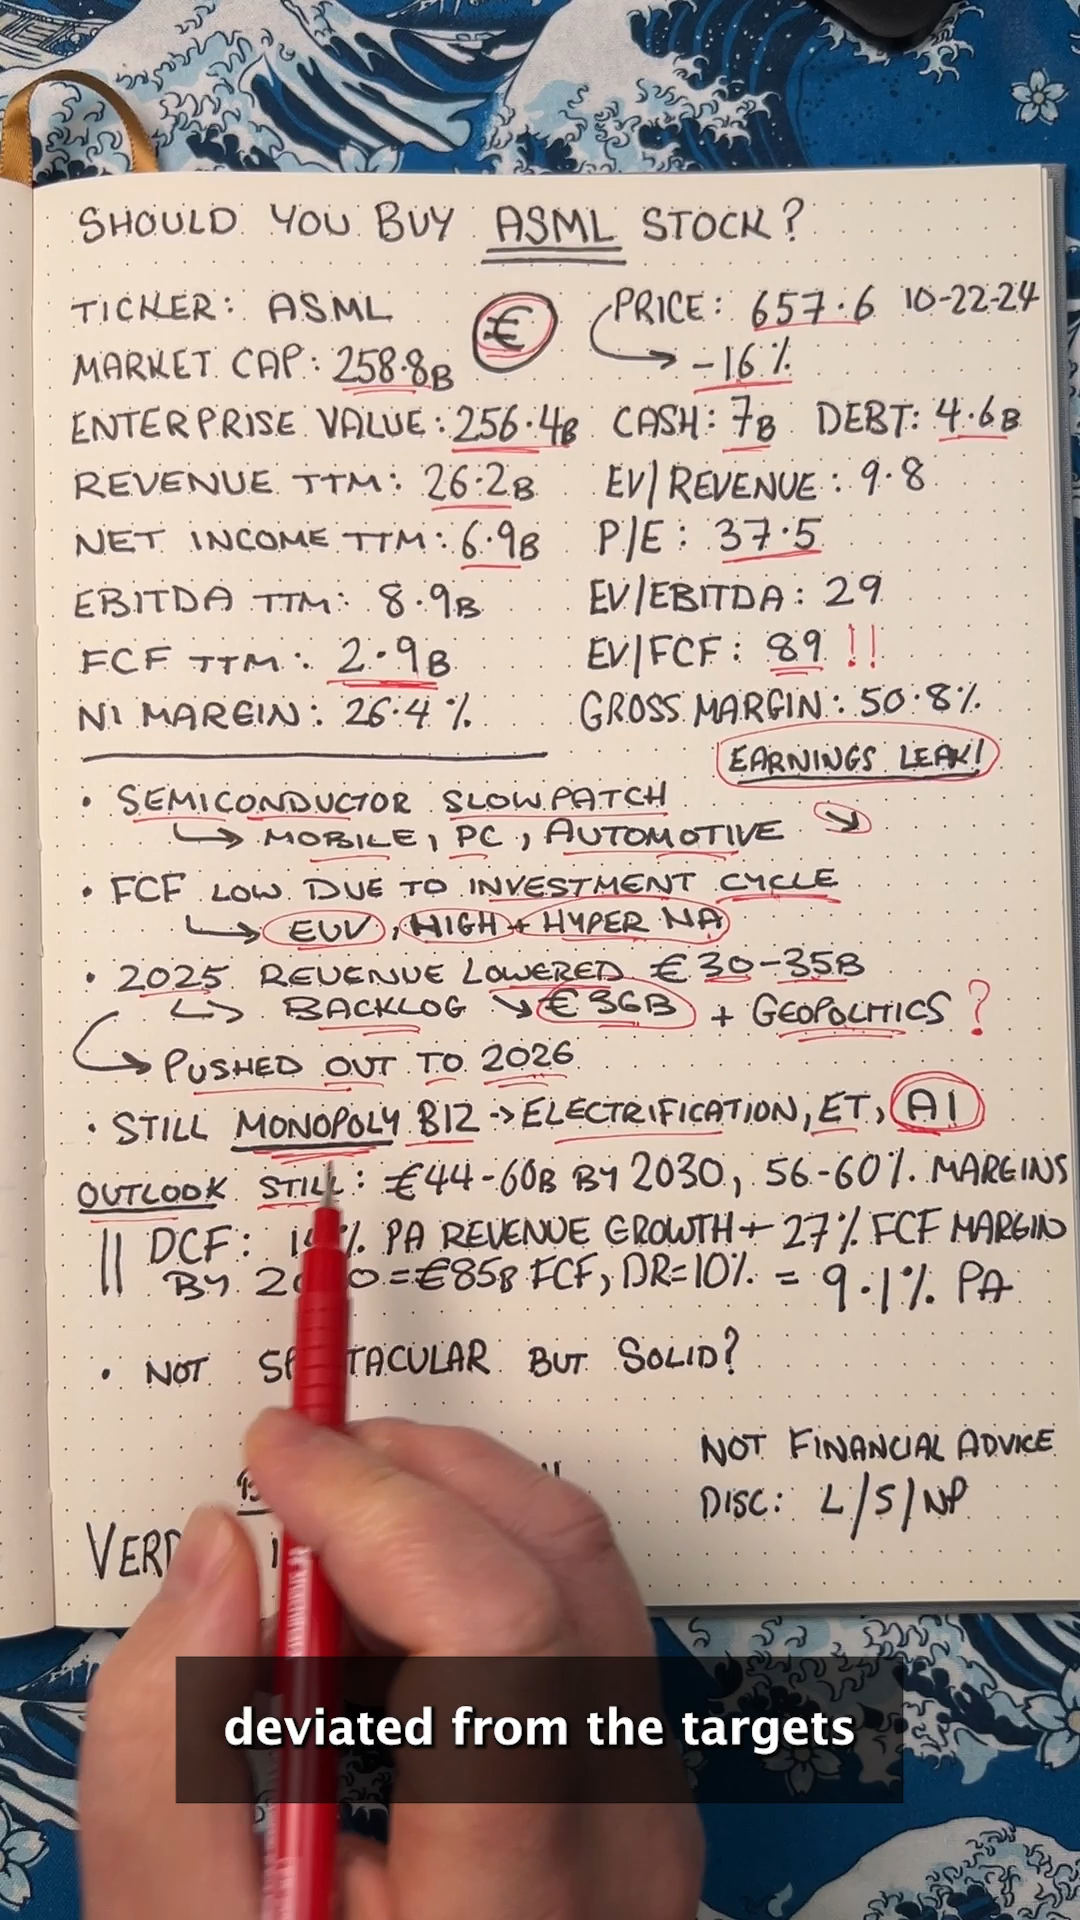 SHOULD YOU BUY ASML STOCK?
TICKER: ASML € PRICE: 657.6 10-22-24
MARKET CAP: 258.8B -16%
ENTERPRISE VALUE: 256.4B CASH: 7B DEBT: 4.6B
REVENUE TTM: 26.2B EV/REVENUE: 9.8
NET INCOME TTM: 6.9B P/E: 37.5
EBITDA TTM: 8.9B EV/EBITDA: 29
FCF TTM: 2.9B EV/FCF: 89 !!
NI MARGIN: 26.4% GROSS MARGIN: 50.8%
EARNINGS LEAK!
• SEMICONDUCTOR SLOW PATCH
↳ MOBILE, PC, AUTOMOTIVE ↘
• FCF LOW DUE TO INVESTMENT CYCLE
↳ EUV, HIGH + HYPER NA
• 2025 REVENUE LOWERED €30-35B
↳ BACKLOG ↘ €36B + GEOPOLITICS?
↳ PUSHED OUT TO 2026
• STILL MONOPOLY BIZ → ELECTRIFICATION, ET, AI
OUTLOOK STILL: €44-60B BY 2030, 56-60% MARGINS
|| DCF: % PA REVENUE GROWTH + 27% FCF MARGIN
BY = €85B FCF, DR=10% = 9.1% PA
• NOT BUT SOLID?
NOT FINANCIAL ADVICE
DISC: L/S/NP
deviated from the targets